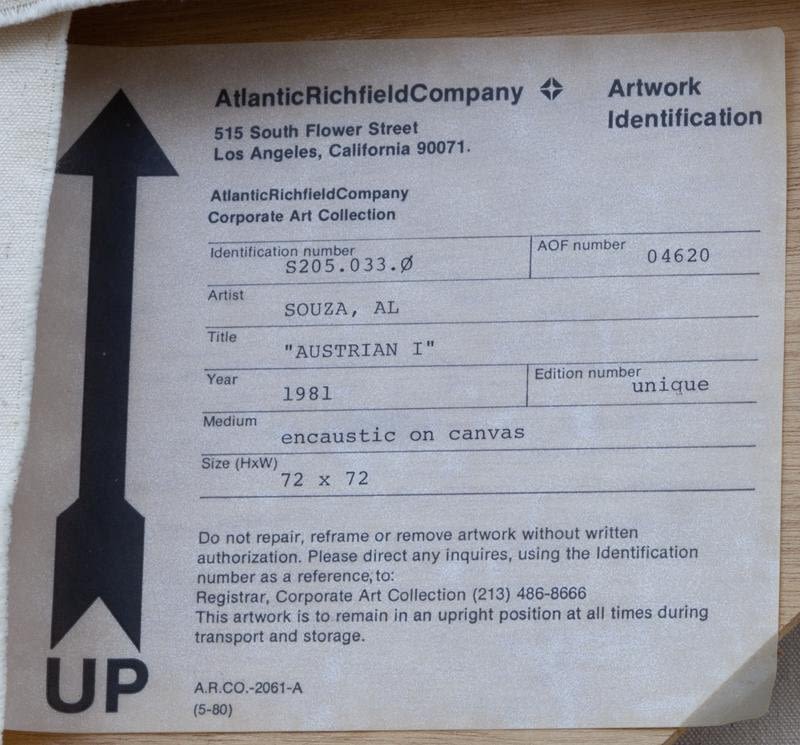 AtlanticRichfieldCompany
Artwork
Identification
515 South Flower Street
Los Angeles, California 90071.
AtlanticRichfieldCompany
Corporate Art Collection
Identification number
S205.033.Ø
AOF number
04620
Artist
SOUZA, AL
Title
"AUSTRIAN I"
Year
1981
Edition number
unique
Medium
encaustic on canvas
Size (HxW)
72 x 72
Do not repair, reframe or remove artwork without written
authorization. Please direct any inquires, using the Identification
number as a reference, to:
Registrar, Corporate Art Collection (213) 486-8666
This artwork is to remain in an upright position at all times during
transport and storage.
UP
A.R.CO.-2061-A
(5-80)